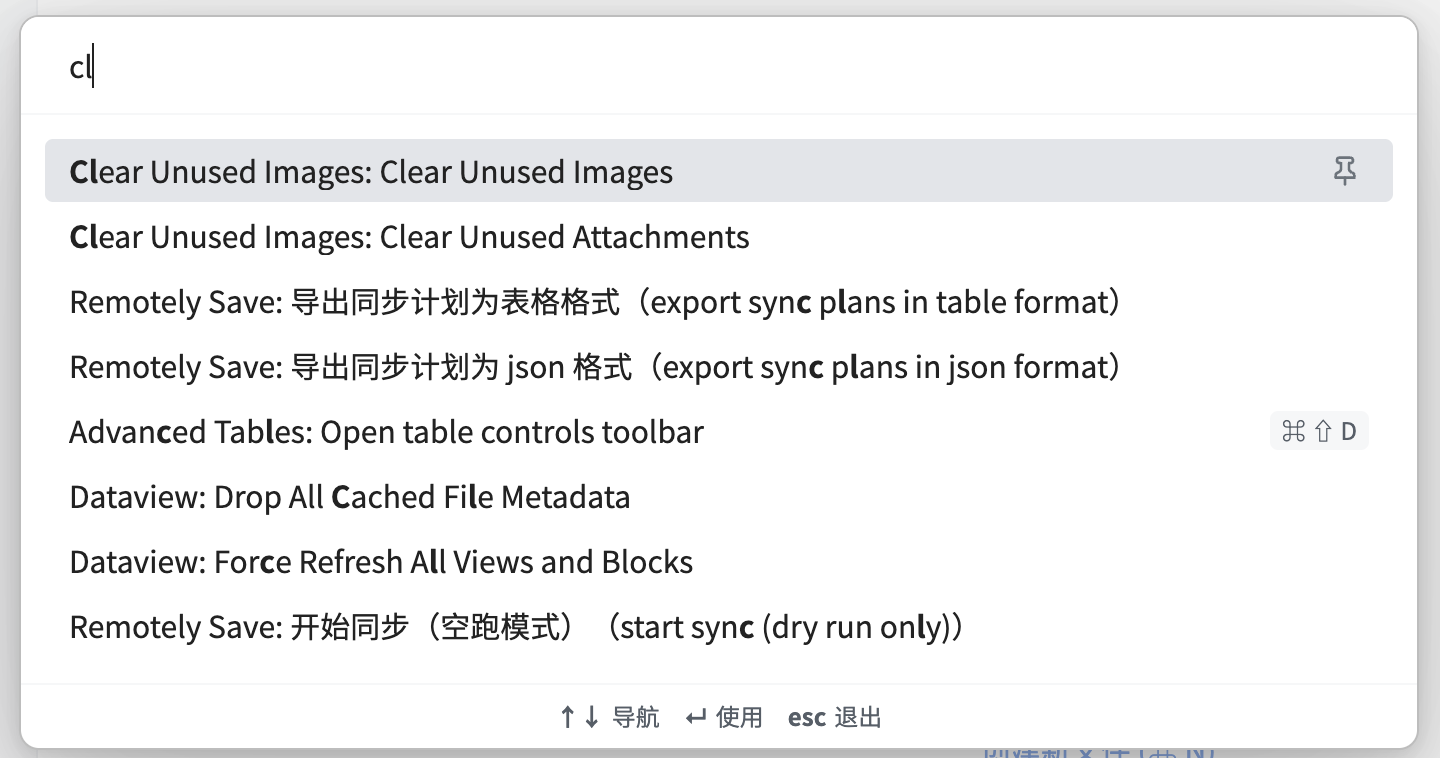 cl
Clear Unused Images: Clear Unused Images
Clear Unused Images: Clear Unused Attachments
Remotely Save: 导出同步计划为表格格式（export sync plans in table format）
Remotely Save: 导出同步计划为 json 格式（export sync plans in json format）
Advanced Tables: Open table controls toolbar ⌘ ⇧ D
Dataview: Drop All Cached File Metadata
Dataview: Force Refresh All Views and Blocks
Remotely Save: 开始同步（空跑模式）（start sync (dry run only)）
↑↓ 导航 ↵ 使用 esc 退出